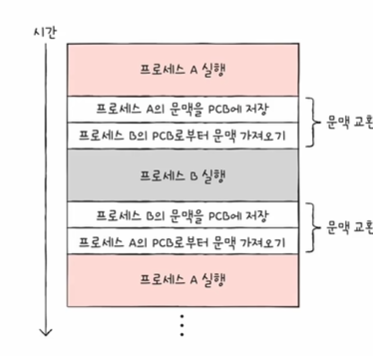 시간
프로세스 A 실행
프로세스 A의 문맥을 PCB에 저장
프로세스 B의 PCB로부터 문맥 가져오기
문맥 교환
프로세스 B 실행
프로세스 B의 문맥을 PCB에 저장
프로세스 A의 PCB로부터 문맥 가져오기
문맥 교환
프로세스 A 실행